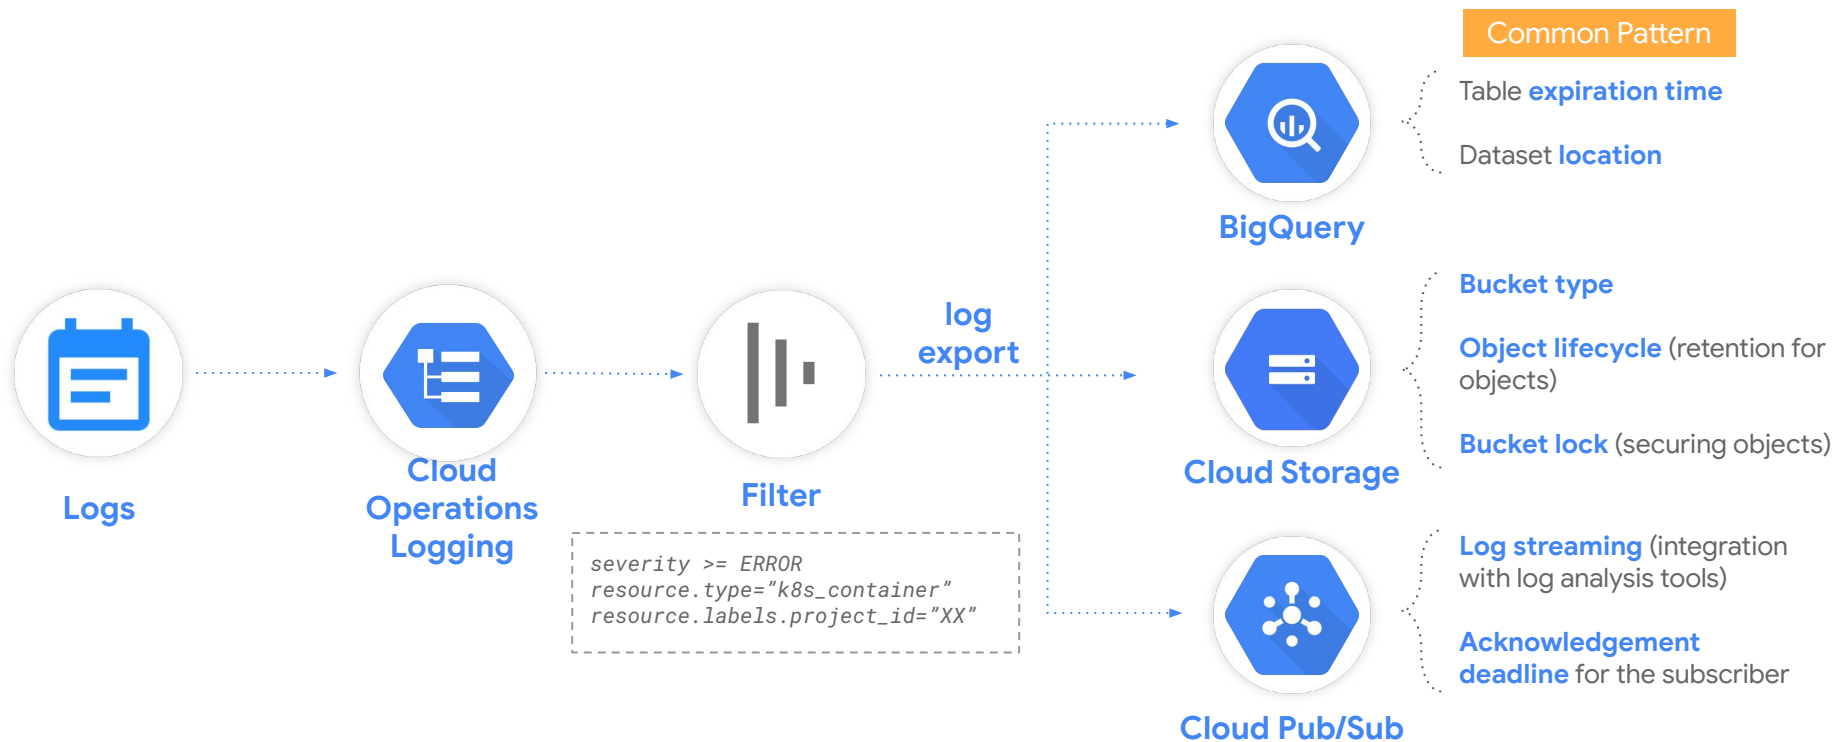 Common Pattern
Table expiration time
Dataset location
BigQuery
Bucket type
log
export
Object lifecycle (retention for
objects)
Bucket lock (securing objects)
Cloud Storage
Cloud
Operations
Logging
Logs
Filter
severity >= ERROR
resource.type=”k8s_container”
resource.labels.project_id=”XX”
Log streaming (integration
with log analysis tools)
Acknowledgement
deadline for the subscriber
Cloud Pub/Sub